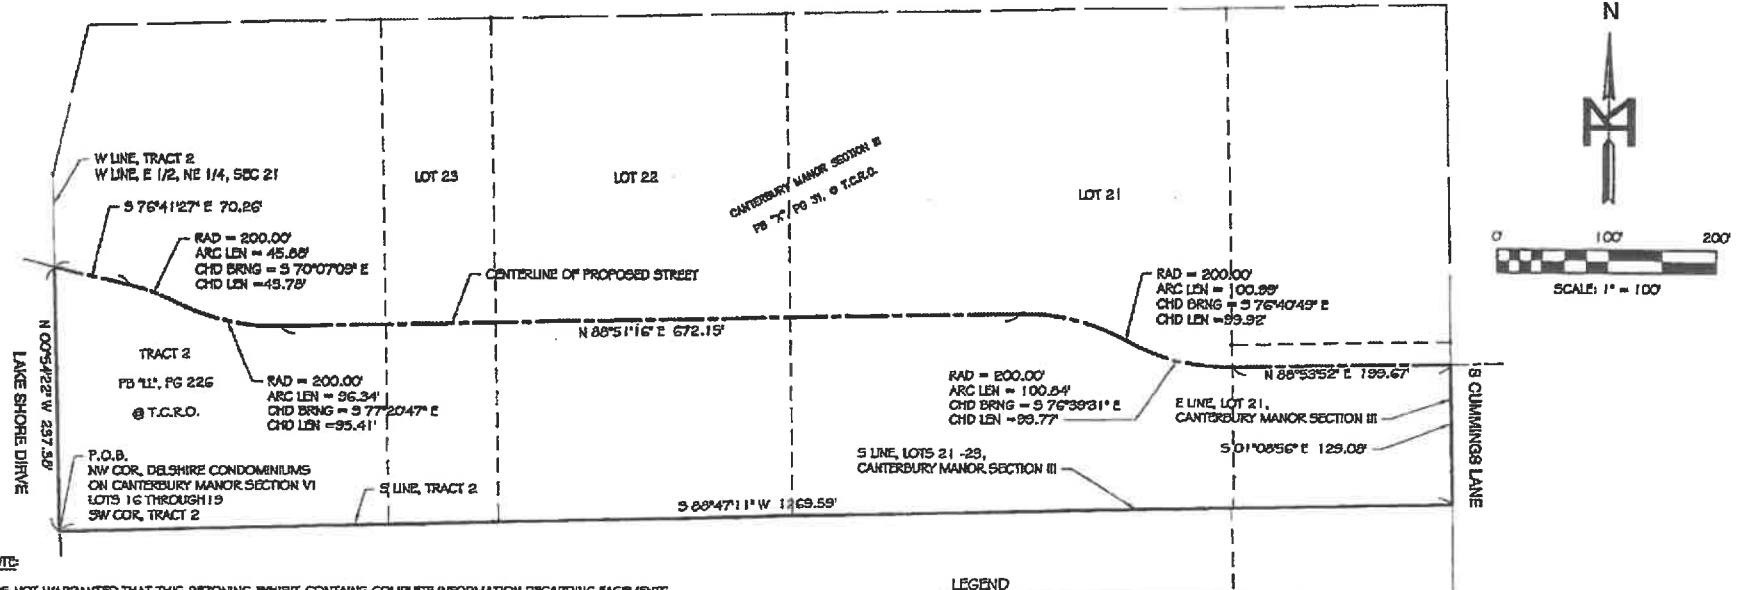 N
W LINE, TRACT 2
W LINE, E 1/2, NE 1/4, SEC 21
S 76°41'27" E 70.26'
RAD = 200.00'
ARC LEN = 45.88'
CHD BRNG = S 70°07'09" E
CHD LEN =45.78'
LOT 23
LOT 22
CANTERBURY MANOR SECTION III
PB "X" PG 31, @ T.C.R.O.
LOT 21
0' 100' 200'
SCALE: 1" = 100'
CENTERLINE OF PROPOSED STREET
N 88°51'16" E 672.15'
RAD = 200.00'
ARC LEN = 100.99'
CHD BRNG = S 76°40'49" E
CHD LEN =99.92'
N 00°54'22" W 237.38'
LAKE SHORE DIRVE
TRACT 2
PB "LL", PG 226
@ T.C.R.O.
RAD = 200.00'
ARC LEN = 96.34'
CHD BRNG = S 77°20'47" E
CHD LEN =95.41'
RAD = 200.00'
ARC LEN = 100.84'
CHD BRNG = S 76°39'31" E
CHD LEN =99.77'
N 88°53'52" E 199.67'
E LINE, LOT 21,
CANTERBURY MANOR SECTION III
S 01°08'56" E 129.08'
S CUMMINGS LANE
P.O.B.
NW COR, DELSHIRE CONDOMINIUMS
ON CANTERBURY MANOR SECTION VI
LOTS 16 THROUGH 19
SW COR, TRACT 2
S LINE, TRACT 2
S LINE, LOTS 21 -23,
CANTERBURY MANOR SECTION III
S 88°47'11" W 1269.59'
LEGEND